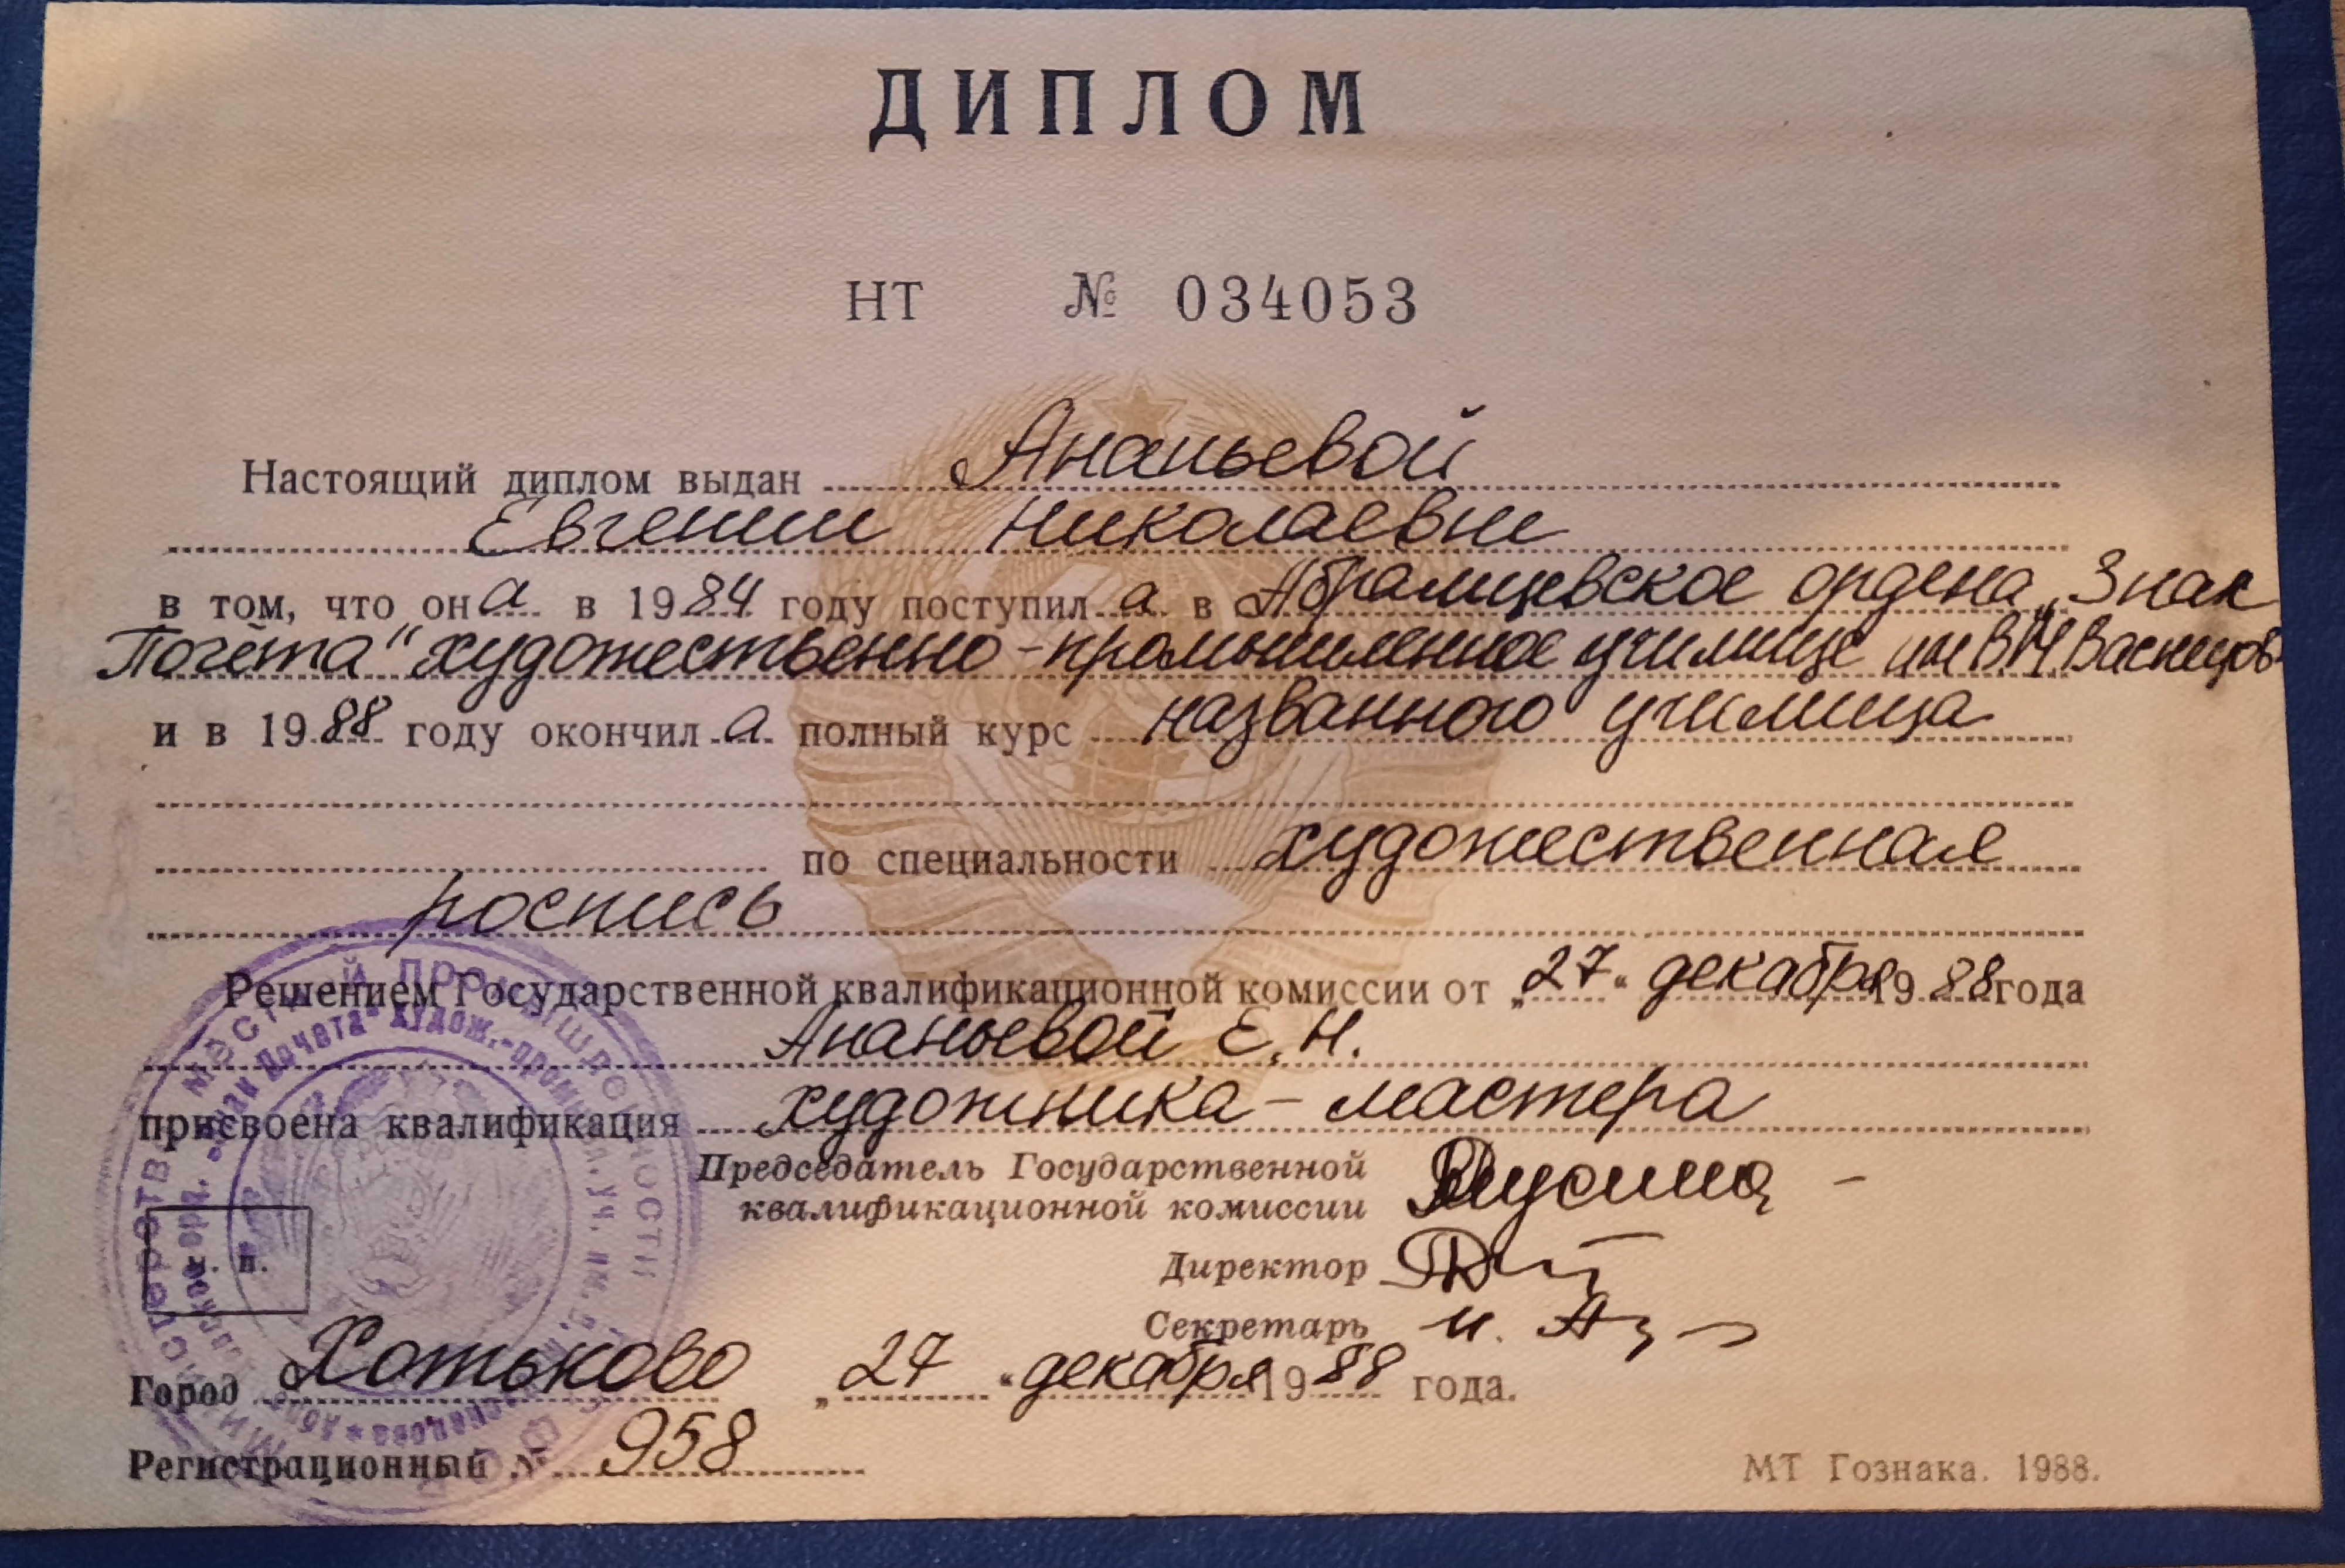 ДИПЛОМ
НТ № 034053
Настоящий диплом выдан Ананьевой
Евгении Николаевне
в том, что она в 1984 году поступила в Абрамцевское ордена „Знак
Почёта" художественно-промышленное училище им В.М. Васнецова
и в 1988 году окончила полный курс названного училища
по специальности художественная
роспись
Решением Государственной квалификационной комиссии от „27" декабря 1988 года
Ананьевой Е.Н.
присвоена квалификация художника-мастера
Председатель Государственной
квалификационной комиссии
Директор
Секретарь
м. п.
Город Хотьково „27" декабря 1988 года.
Регистрационный № 958
МТ Гознака. 1988.